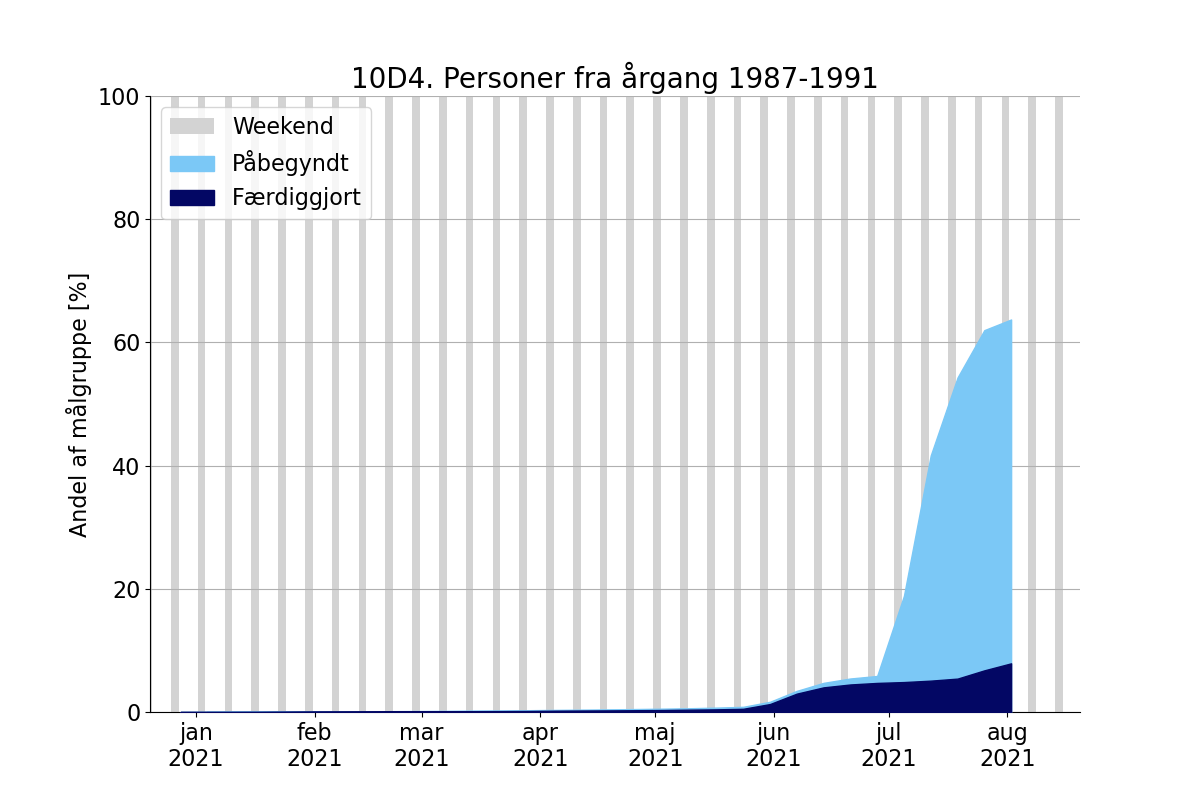 10D4. Personer fra årgang 1987-1991
100
80
60
40
20
0
Andel af målgruppe [%]
Weekend
Påbegyndt
Færdiggjort
jan feb mar apr maj jun jul aug
2021 2021 2021 2021 2021 2021 2021 2021